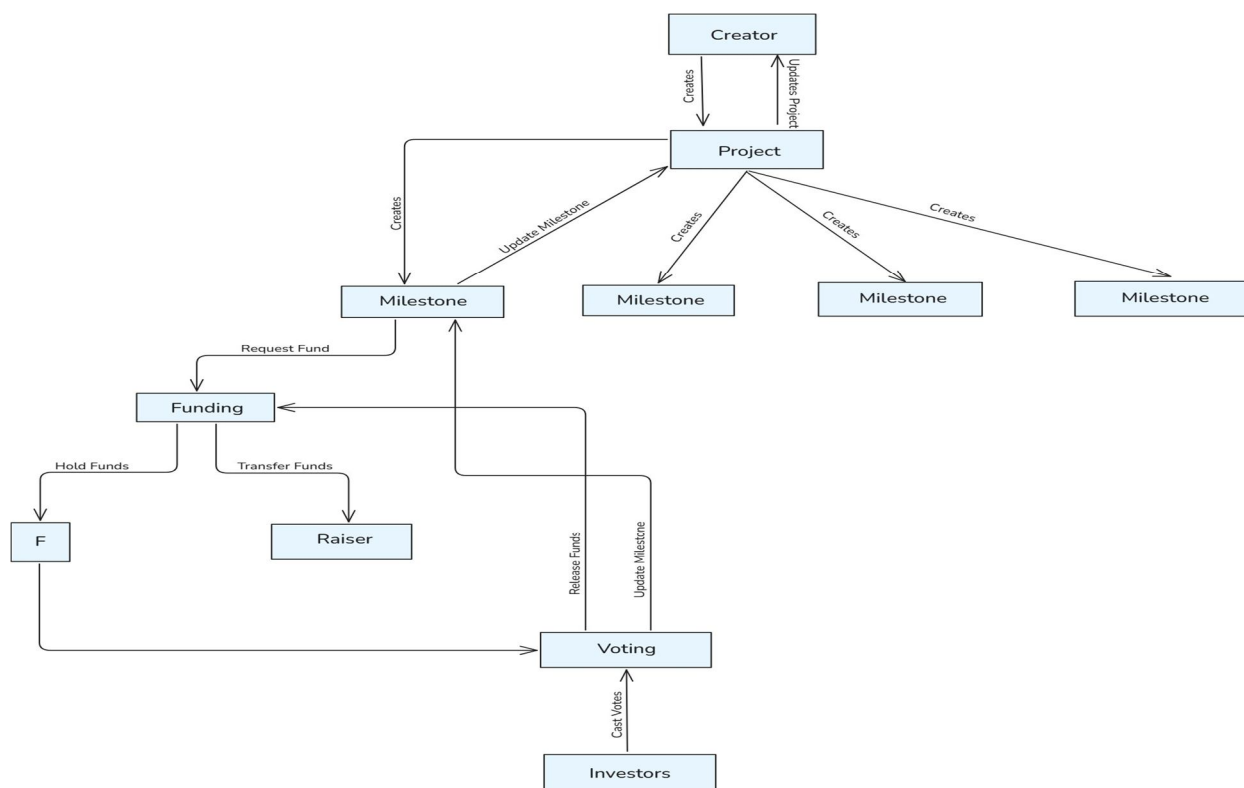 Creator
Creates
Updates Project
Project
Creates
Update Milestone
Creates
Creates
Creates
Milestone
Milestone
Milestone
Milestone
Request Fund
Funding
Hold Funds
Transfer Funds
F
Raiser
Release Funds
Update Milestone
Voting
Cast Votes
Investors